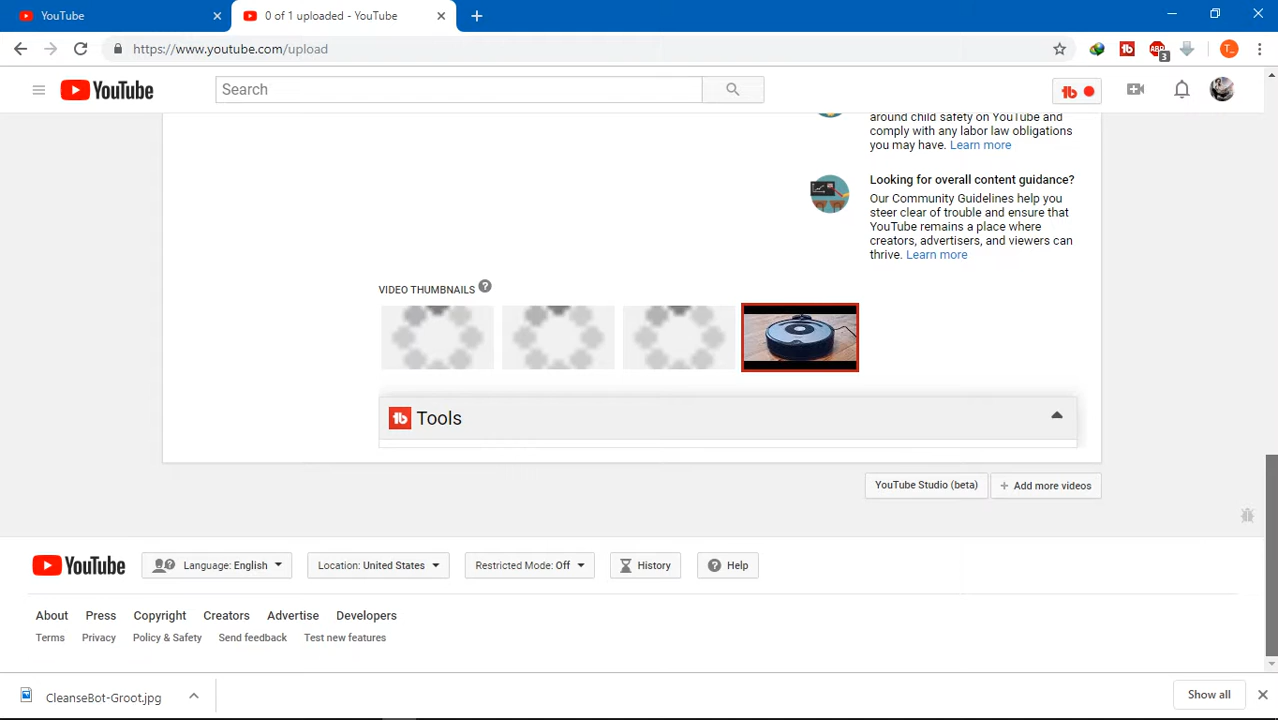 YouTube
0 of 1 uploaded - YouTube
https://www.youtube.com/upload
ABP
3
T_
YouTube
Search
tb
around child safety on YouTube and
comply with any labor law obligations
you may have. Learn more
Looking for overall content guidance?
Our Community Guidelines help you
steer clear of trouble and ensure that
YouTube remains a place where
creators, advertisers, and viewers can
thrive. Learn more
VIDEO THUMBNAILS ?
tb Tools
YouTube Studio (beta)
+ Add more videos
YouTube
Language: English
Location: United States
Restricted Mode: Off
History
Help
About Press Copyright Creators Advertise Developers
Terms Privacy Policy & Safety Send feedback Test new features
CleanseBot-Groot.jpg
Show all